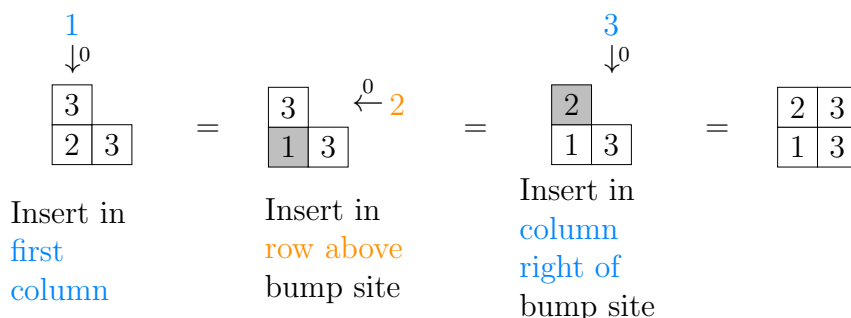 1
3
↓0
0
↓0
3
3
← 2
2
2 3
2 3
=
1 3
=
1 3
=
1 3
Insert in
first
column
Insert in
row above
bump site
Insert in
column
right of
bump site